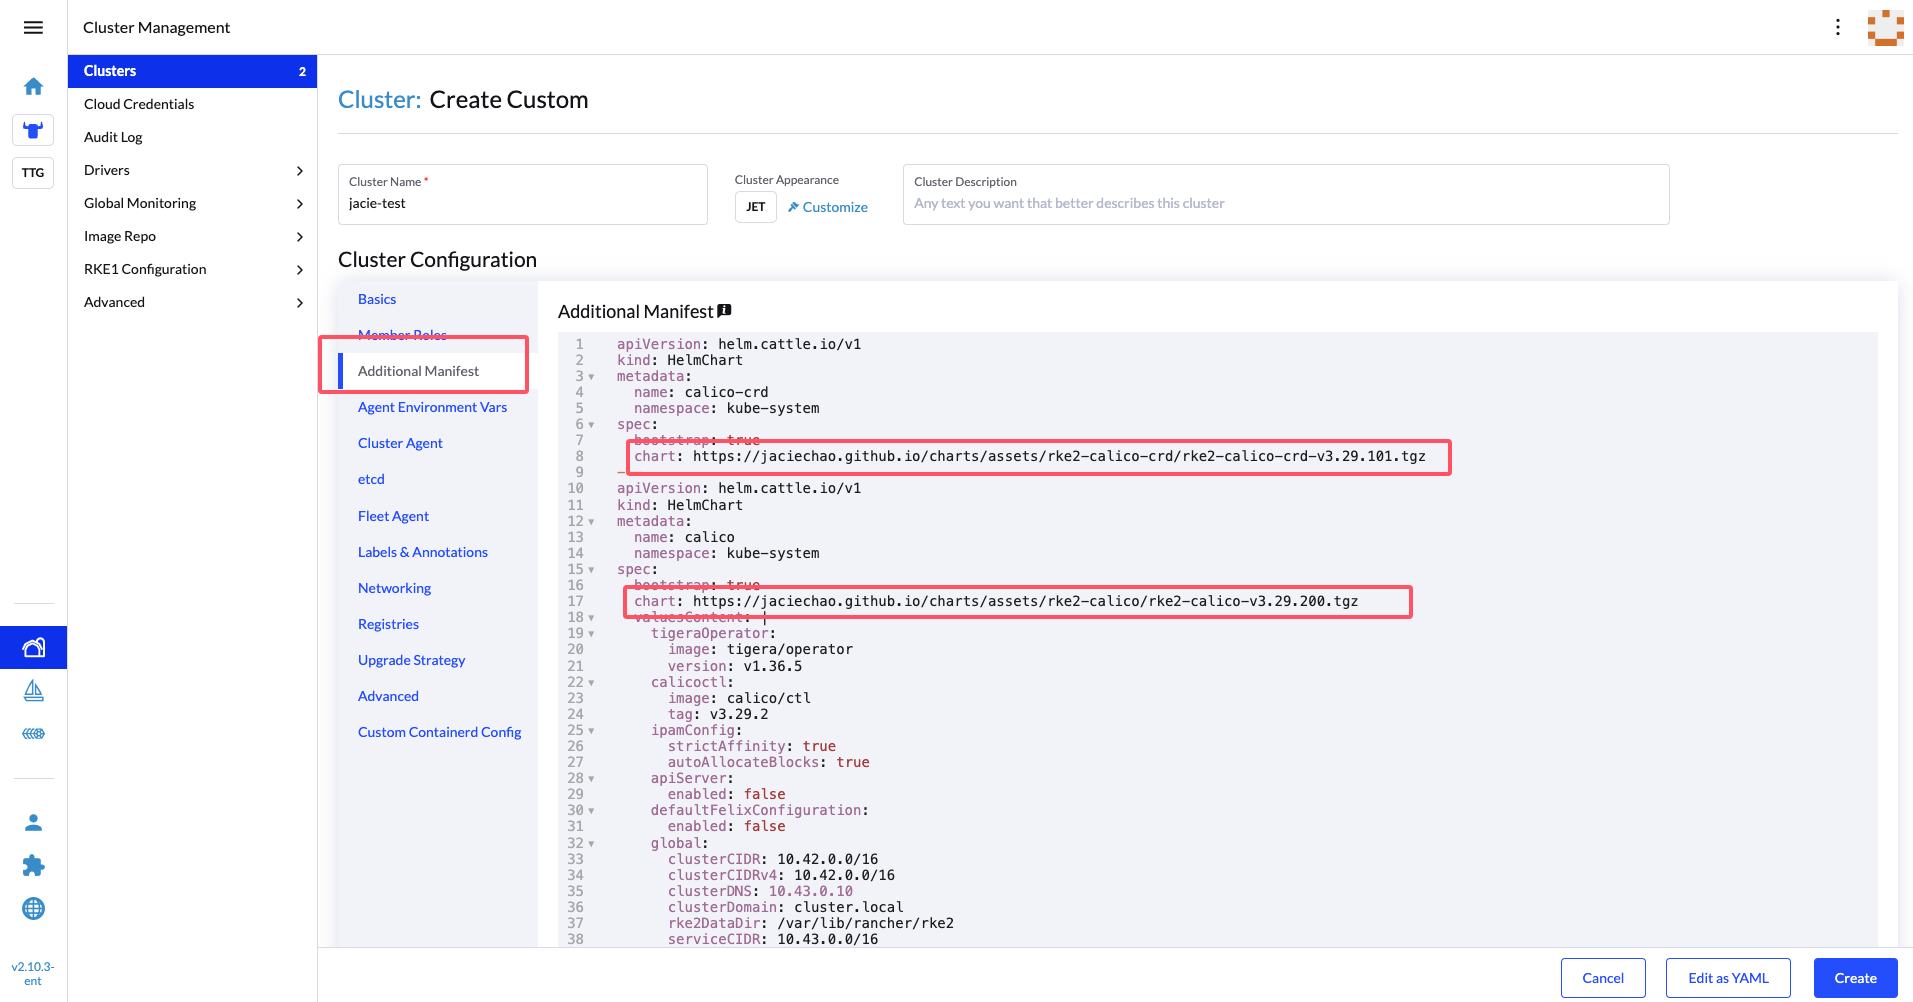 Cluster Management
TTG
v2.10.3-
ent
Clusters 2
Cloud Credentials
Audit Log
Drivers
Global Monitoring
Image Repo
RKE1 Configuration
Advanced
Cluster: Create Custom
Cluster Name *
jacie-test
Cluster Appearance
JET Customize
Cluster Description
Any text you want that better describes this cluster
Cluster Configuration
Basics
Member Roles
Additional Manifest
Agent Environment Vars
Cluster Agent
etcd
Fleet Agent
Labels & Annotations
Networking
Registries
Upgrade Strategy
Advanced
Custom Containerd Config
Additional Manifest
1 apiVersion: helm.cattle.io/v1
2 kind: HelmChart
3 metadata:
4 name: calico-crd
5 namespace: kube-system
6 spec:
7 bootstrap: true
8 chart: https://jaciechao.github.io/charts/assets/rke2-calico-crd/rke2-calico-crd-v3.29.101.tgz
9
10 apiVersion: helm.cattle.io/v1
11 kind: HelmChart
12 metadata:
13 name: calico
14 namespace: kube-system
15 spec:
16 bootstrap: true
17 chart: https://jaciechao.github.io/charts/assets/rke2-calico/rke2-calico-v3.29.200.tgz
18 valuesContent: |
19 tigeraOperator:
20 image: tigera/operator
21 version: v1.36.5
22 calicoctl:
23 image: calico/ctl
24 tag: v3.29.2
25 ipamConfig:
26 strictAffinity: true
27 autoAllocateBlocks: true
28 apiServer:
29 enabled: false
30 defaultFelixConfiguration:
31 enabled: false
32 global:
33 clusterCIDR: 10.42.0.0/16
34 clusterCIDRv4: 10.42.0.0/16
35 clusterDNS: 10.43.0.10
36 clusterDomain: cluster.local
37 rke2DataDir: /var/lib/rancher/rke2
38 serviceCIDR: 10.43.0.0/16
Cancel
Edit as YAML
Create